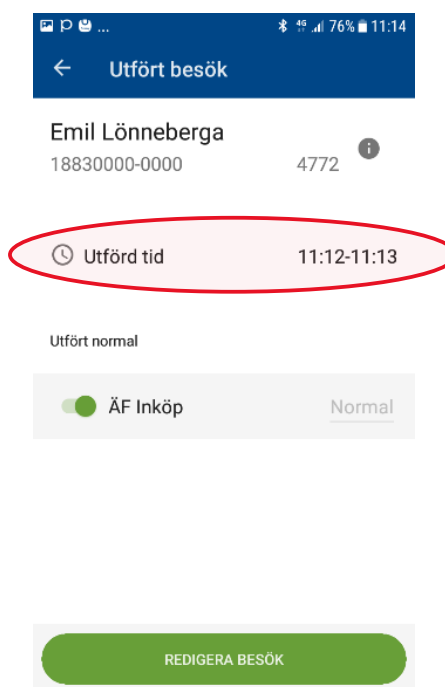 ... 4G 76% 11:14
Utfört besök
Emil Lönneberga
18830000-0000 4772
Utförd tid 11:12-11:13
Utfört normal
ÄF Inköp Normal
REDIGERA BESÖK